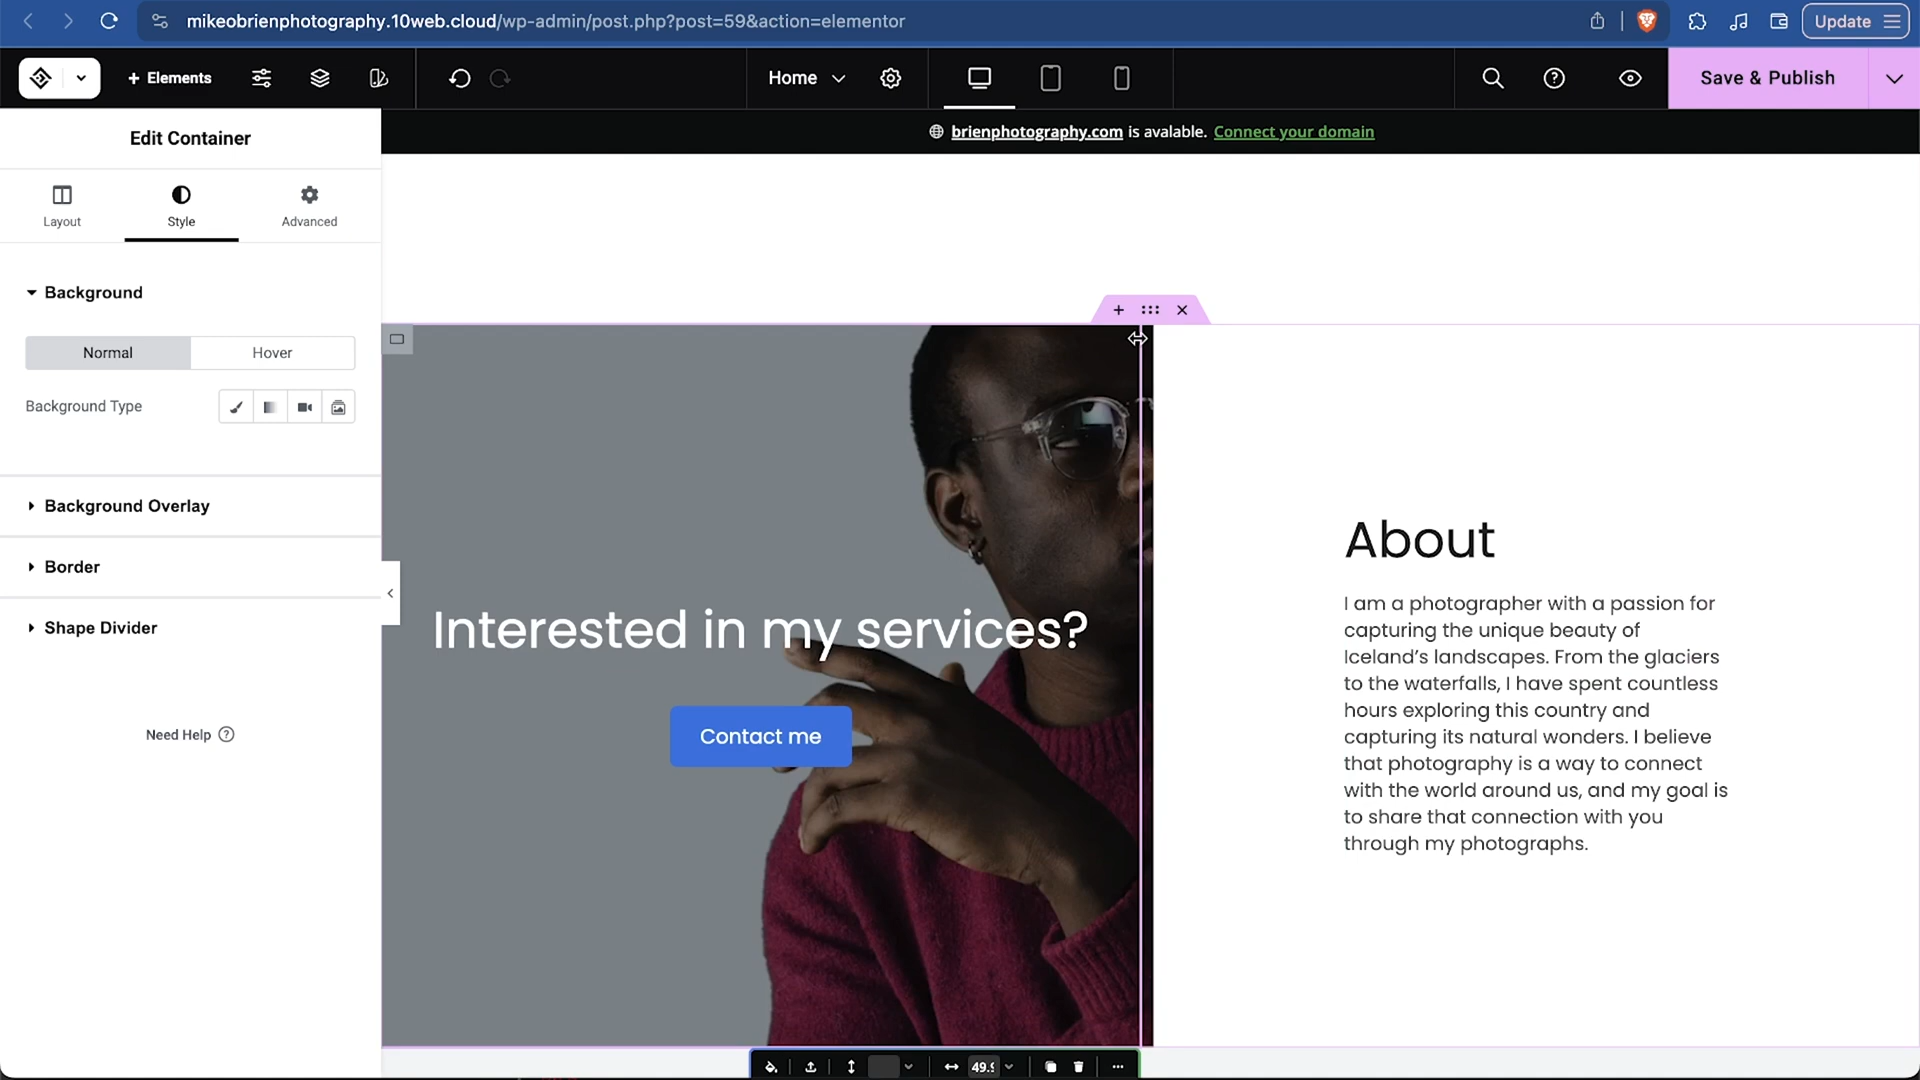 mikeobrienphotography.10web.cloud/wp-admin/post.php?post=59&action=elementor
Update
+ Elements
Home
Save & Publish
brienphotography.com is avalable. Connect your domain
Edit Container
Layout
Style
Advanced
Background
Normal
Hover
Background Type
Background Overlay
Border
Shape Divider
Need Help
Interested in my services?
Contact me
About
I am a photographer with a passion for
capturing the unique beauty of
Iceland's landscapes. From the glaciers
to the waterfalls, I have spent countless
hours exploring this country and
capturing its natural wonders. I believe
that photography is a way to connect
with the world around us, and my goal is
to share that connection with you
through my photographs.